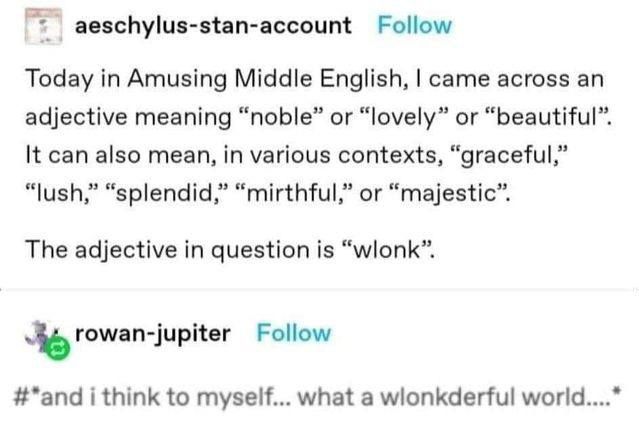 aeschylus-stan-account Follow
Today in Amusing Middle English, I came across an
adjective meaning “noble” or “lovely” or “beautiful”.
It can also mean, in various contexts, “graceful,”
“lush,” “splendid,” “mirthful,” or “majestic”.
The adjective in question is “wlonk”.
rowan-jupiter Follow
#*and i think to myself... what a wlonkderful world....*